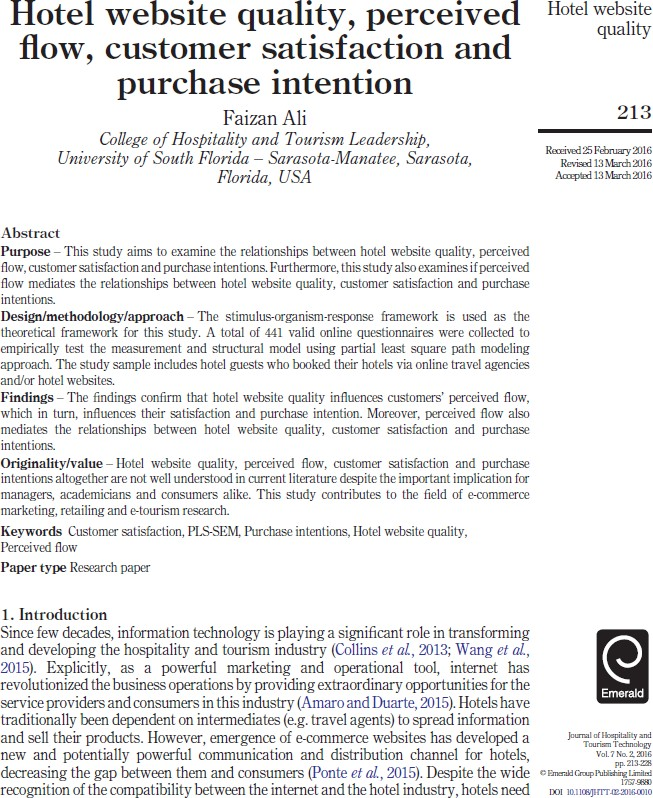 Hotel website quality, perceived
flow, customer satisfaction and
purchase intention
Faizan Ali
College of Hospitality and Tourism Leadership,
University of South Florida – Sarasota-Manatee, Sarasota,
Florida, USA
Hotel website
quality
213
Received 25 February 2016
Revised 13 March 2016
Accepted 13 March 2016
Abstract
Purpose – This study aims to examine the relationships between hotel website quality, perceived
flow, customer satisfaction and purchase intentions. Furthermore, this study also examines if perceived
flow mediates the relationships between hotel website quality, customer satisfaction and purchase
intentions.
Design/methodology/approach – The stimulus-organism-response framework is used as the
theoretical framework for this study. A total of 441 valid online questionnaires were collected to
empirically test the measurement and structural model using partial least square path modeling
approach. The study sample includes hotel guests who booked their hotels via online travel agencies
and/or hotel websites.
Findings – The findings confirm that hotel website quality influences customers' perceived flow,
which in turn, influences their satisfaction and purchase intention. Moreover, perceived flow also
mediates the relationships between hotel website quality, customer satisfaction and purchase
intentions.
Originality/value – Hotel website quality, perceived flow, customer satisfaction and purchase
intentions altogether are not well understood in current literature despite the important implication for
managers, academicians and consumers alike. This study contributes to the field of e-commerce
marketing, retailing and e-tourism research.
Keywords Customer satisfaction, PLS-SEM, Purchase intentions, Hotel website quality,
Perceived flow
Paper type Research paper
1. Introduction
Since few decades, information technology is playing a significant role in transforming
and developing the hospitality and tourism industry (Collins et al., 2013; Wang et al.,
2015). Explicitly, as a powerful marketing and operational tool, internet has
revolutionized the business operations by providing extraordinary opportunities for the
service providers and consumers in this industry (Amaro and Duarte, 2015). Hotels have
traditionally been dependent on intermediates (e.g. travel agents) to spread information
and sell their products. However, emergence of e-commerce websites has developed a
new and potentially powerful communication and distribution channel for hotels,
decreasing the gap between them and consumers (Ponte et al., 2015). Despite the wide
recognition of the compatibility between the internet and the hotel industry, hotels need
Emerald
Journal of Hospitality and
Tourism Technology
Vol. 7 No. 2, 2016
pp. 213-228
© Emerald Group Publishing Limited
1757-9880
DOI 10.1108/JHTT-02-2016-0010